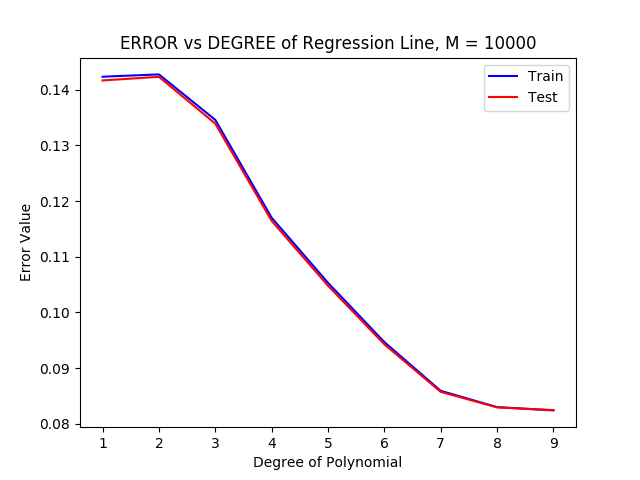 ERROR vs DEGREE of Regression Line, M = 10000
Train
Test
Error Value
0.14
0.13
0.12
0.11
0.10
0.09
0.08
1 2 3 4 5 6 7 8 9
Degree of Polynomial